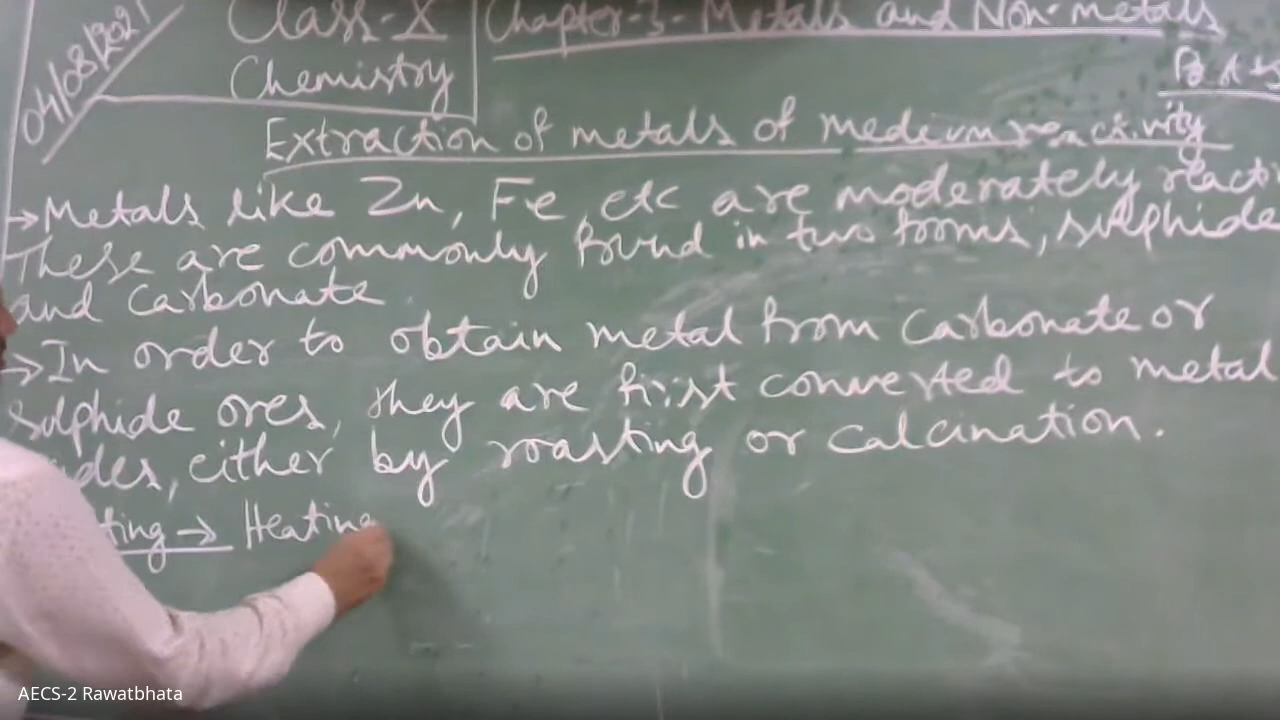 04/08/2021
Class-X
Chemistry
Chapter-3- Metals and Non-metals
Extraction of metals of medium reactivity
→Metals like Zn, Fe, etc are moderately reacti
These are commonly found in two forms, sulphide
and carbonate
→In order to obtain metal from carbonate or
sulphide ores, they are first converted to metal
ides, either by roasting or calcination.
ting → Heating
AECS-2 Rawatbhata